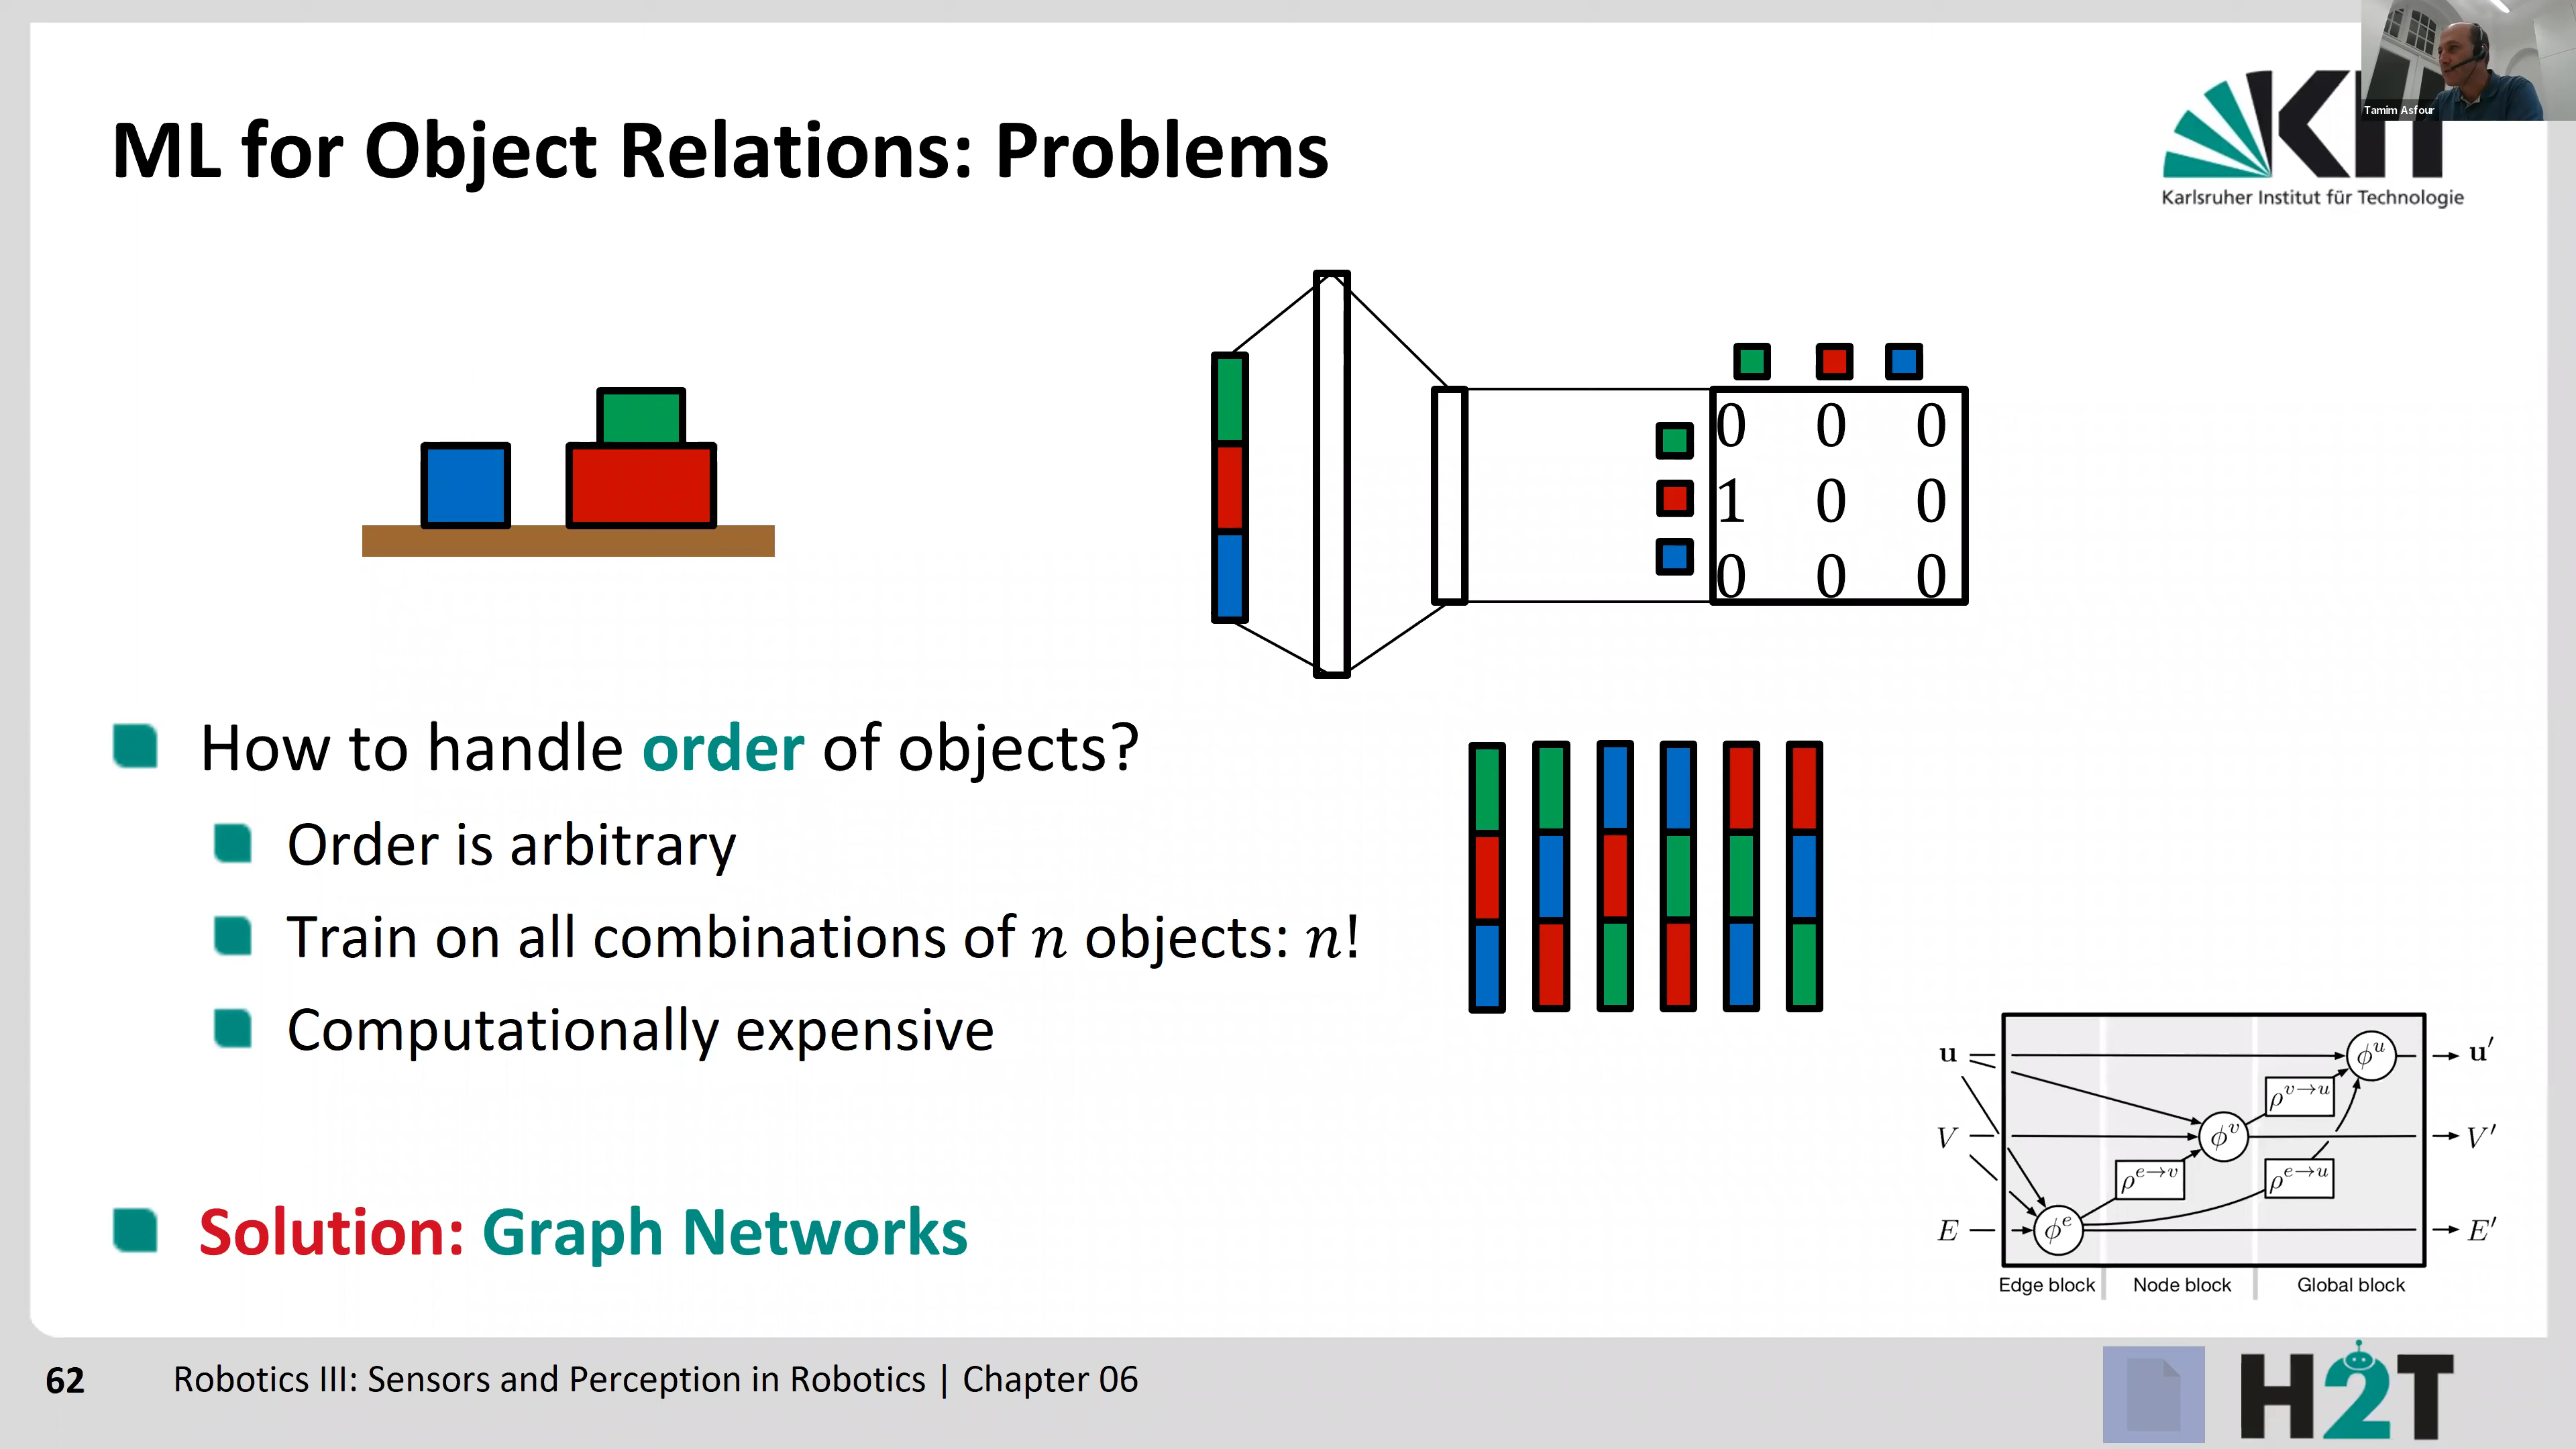 Tamim Asfour
ML for Object Relations: Problems
KIT
Karlsruher Institut für Technologie
0 0 0
1 0 0
0 0 0
How to handle order of objects?
Order is arbitrary
Train on all combinations of n objects: n!
Computationally expensive
Solution: Graph Networks
u ϕ^u u′
ρ^{v→u}
V ϕ^v V′
ρ^{e→v} ρ^{e→u}
E ϕ^e E′
Edge block Node block Global block
62 Robotics III: Sensors and Perception in Robotics | Chapter 06
H2T